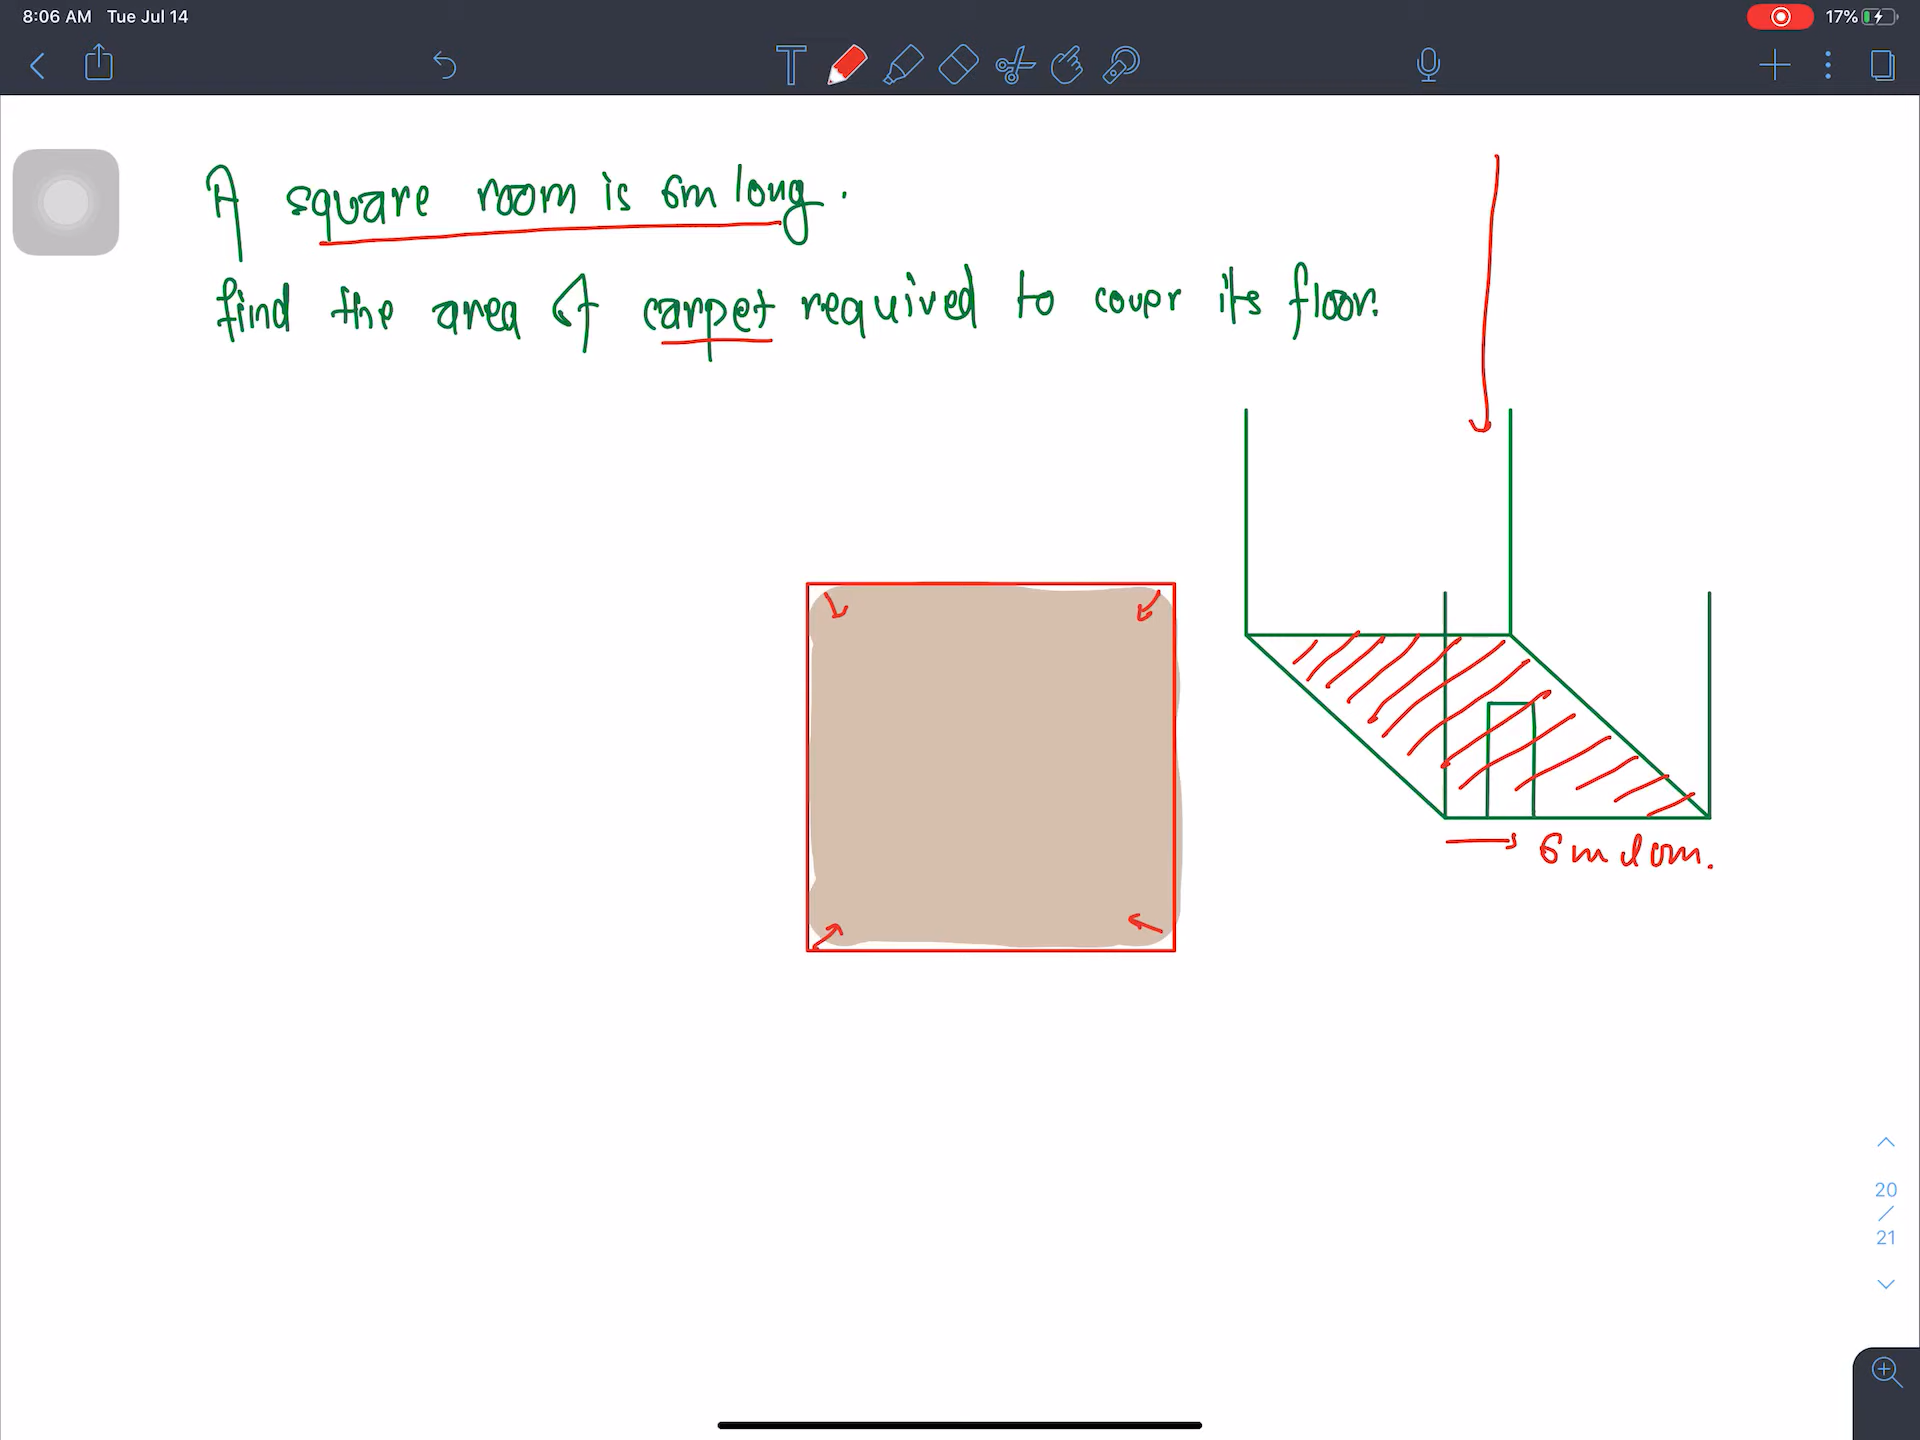 8:06 AM Tue Jul 14
17%
A square room is 6m long.
find the area of carpet required to cover its floor.
6m
20
/
21